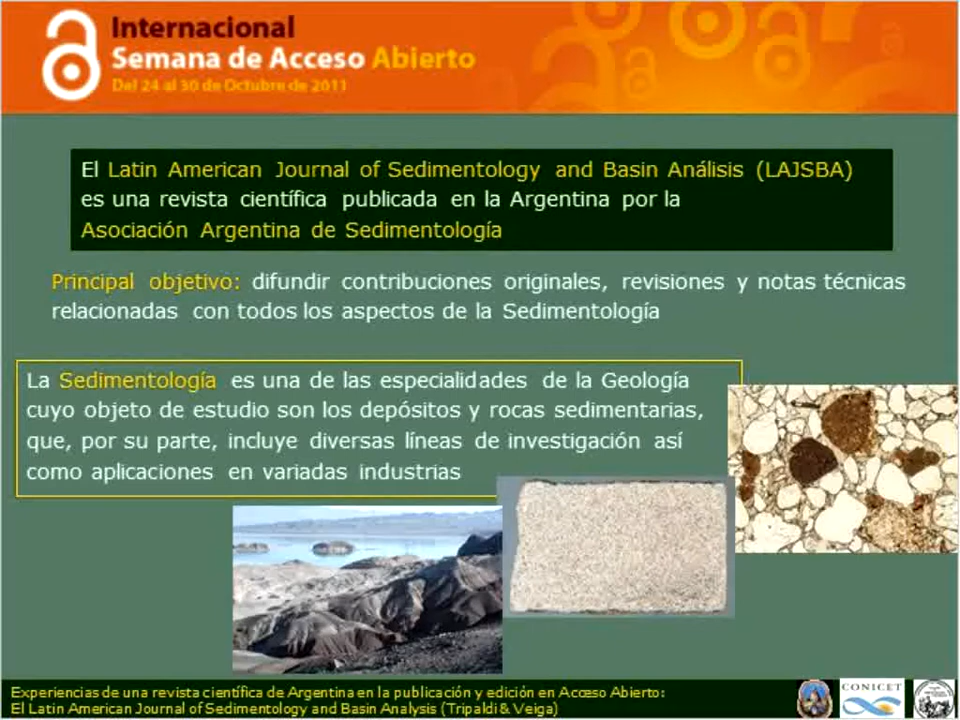 Internacional
Semana de Acceso Abierto
Del 24 al 30 de Octubre de 2011
El Latin American Journal of Sedimentology and Basin Análisis (LAJSBA)
es una revista científica publicada en la Argentina por la
Asociación Argentina de Sedimentología
Principal objetivo: difundir contribuciones originales, revisiones y notas técnicas
relacionadas con todos los aspectos de la Sedimentología
La Sedimentología es una de las especialidades de la Geología
cuyo objeto de estudio son los depósitos y rocas sedimentarias,
que, por su parte, incluye diversas líneas de investigación así
como aplicaciones en variadas industrias
Experiencias de una revista científica de Argentina en la publicación y edición en Acceso Abierto:
El Latin American Journal of Sedimentology and Basin Analysis (Tripaldi & Veiga)
CONICET